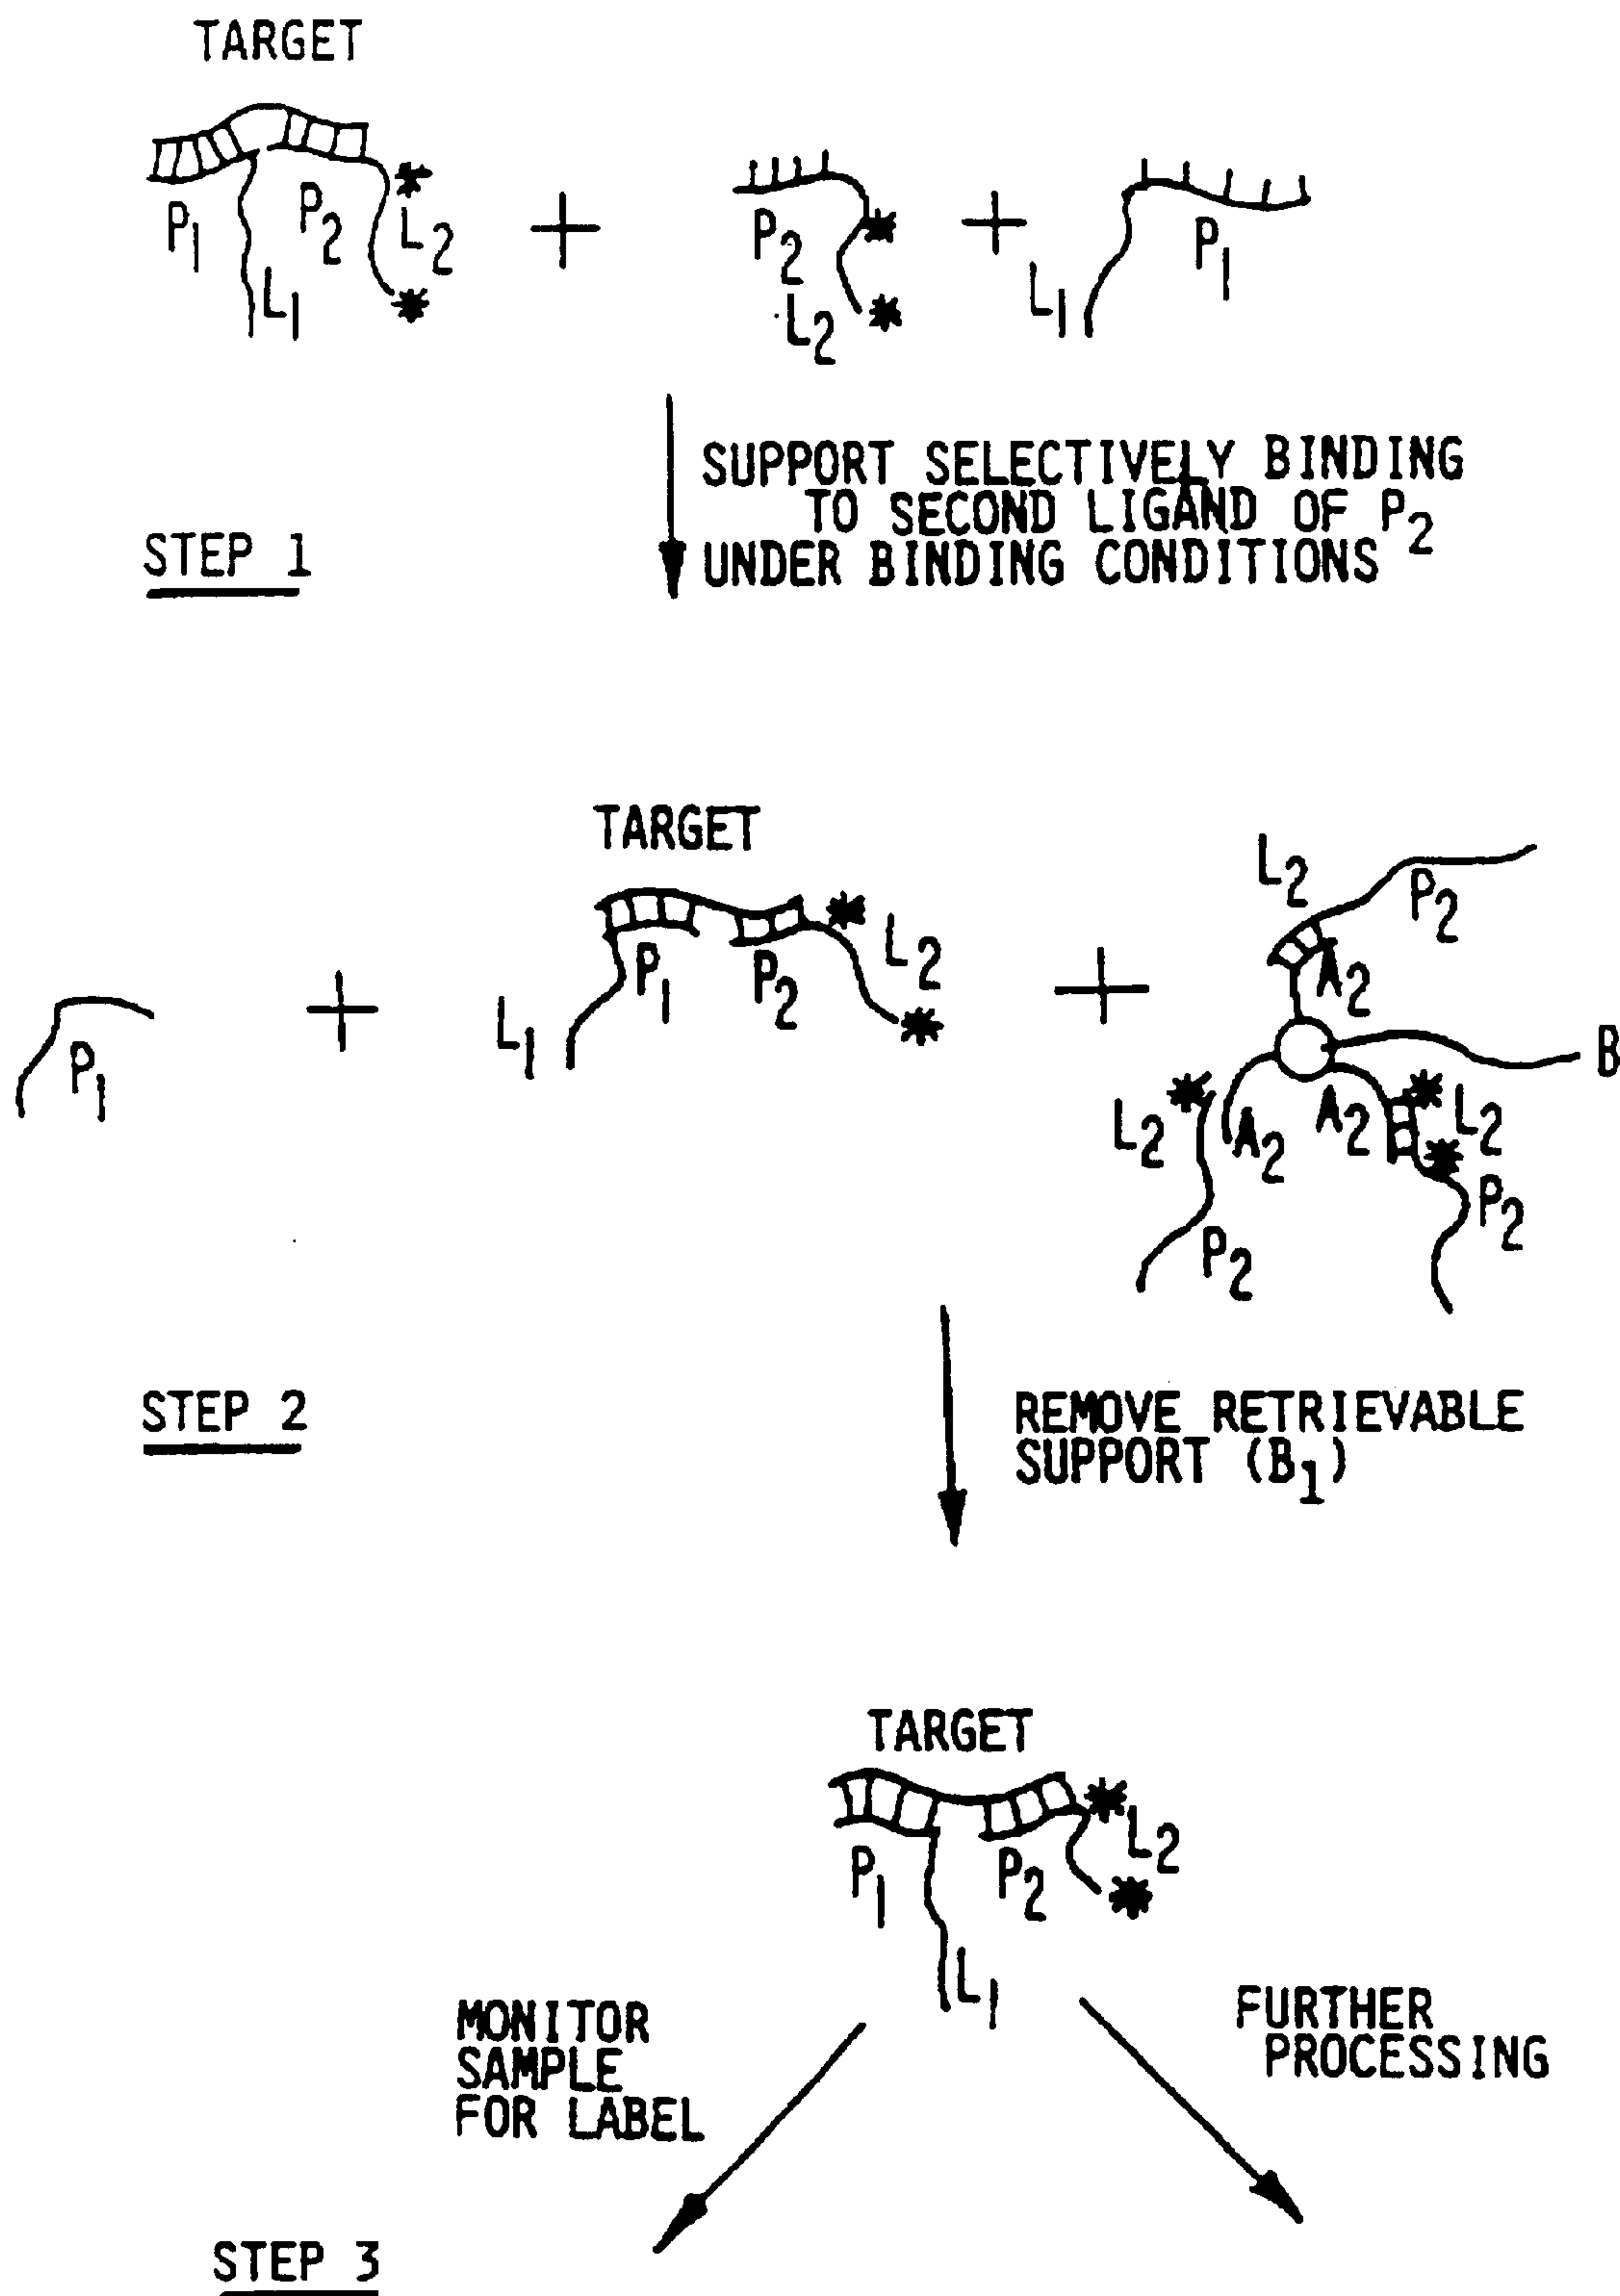 TARGET
P1 L1 P2 L2
+
P2 L2
+
L1 P1
STEP 1
SUPPORT SELECTIVELY BINDING
TO SECOND LIGAND OF P2
UNDER BINDING CONDITIONS
P1
+
TARGET
L1 P1 P2 L2
+
L2 P2
A2
B
L2 A2 A2 L2
P2 P2
STEP 2
REMOVE RETRIEVABLE
SUPPORT (B1)
TARGET
P1 P2 L2
L1
MONITOR
SAMPLE
FOR LABEL
FURTHER
PROCESSING
STEP 3